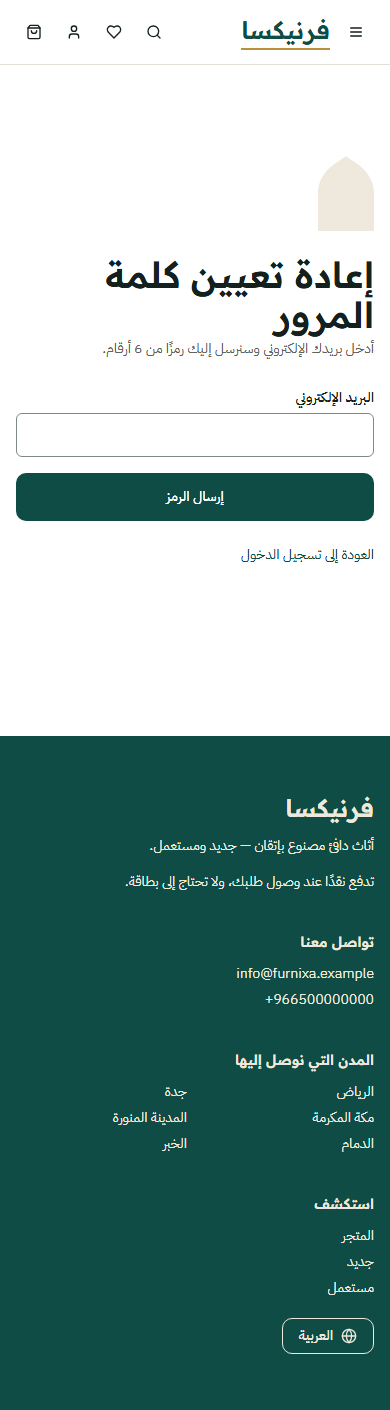 فرنيكسا
إعادة تعيين كلمة
المرور
أدخل بريدك الإلكتروني وسنرسل إليك رمزًا من 6 أرقام.
البريد الإلكتروني
إرسال الرمز
العودة إلى تسجيل الدخول
فرنيكسا
أثاث دافئ مصنوع بإتقان — جديد ومستعمل.
تدفع نقدًا عند وصول طلبك، ولا تحتاج إلى بطاقة.
تواصل معنا
info@furnixa.example
+966500000000
المدن التي نوصل إليها
الرياض جدة
مكة المكرمة المدينة المنورة
الدمام الخبر
استكشف
المتجر
جديد
مستعمل
العربية